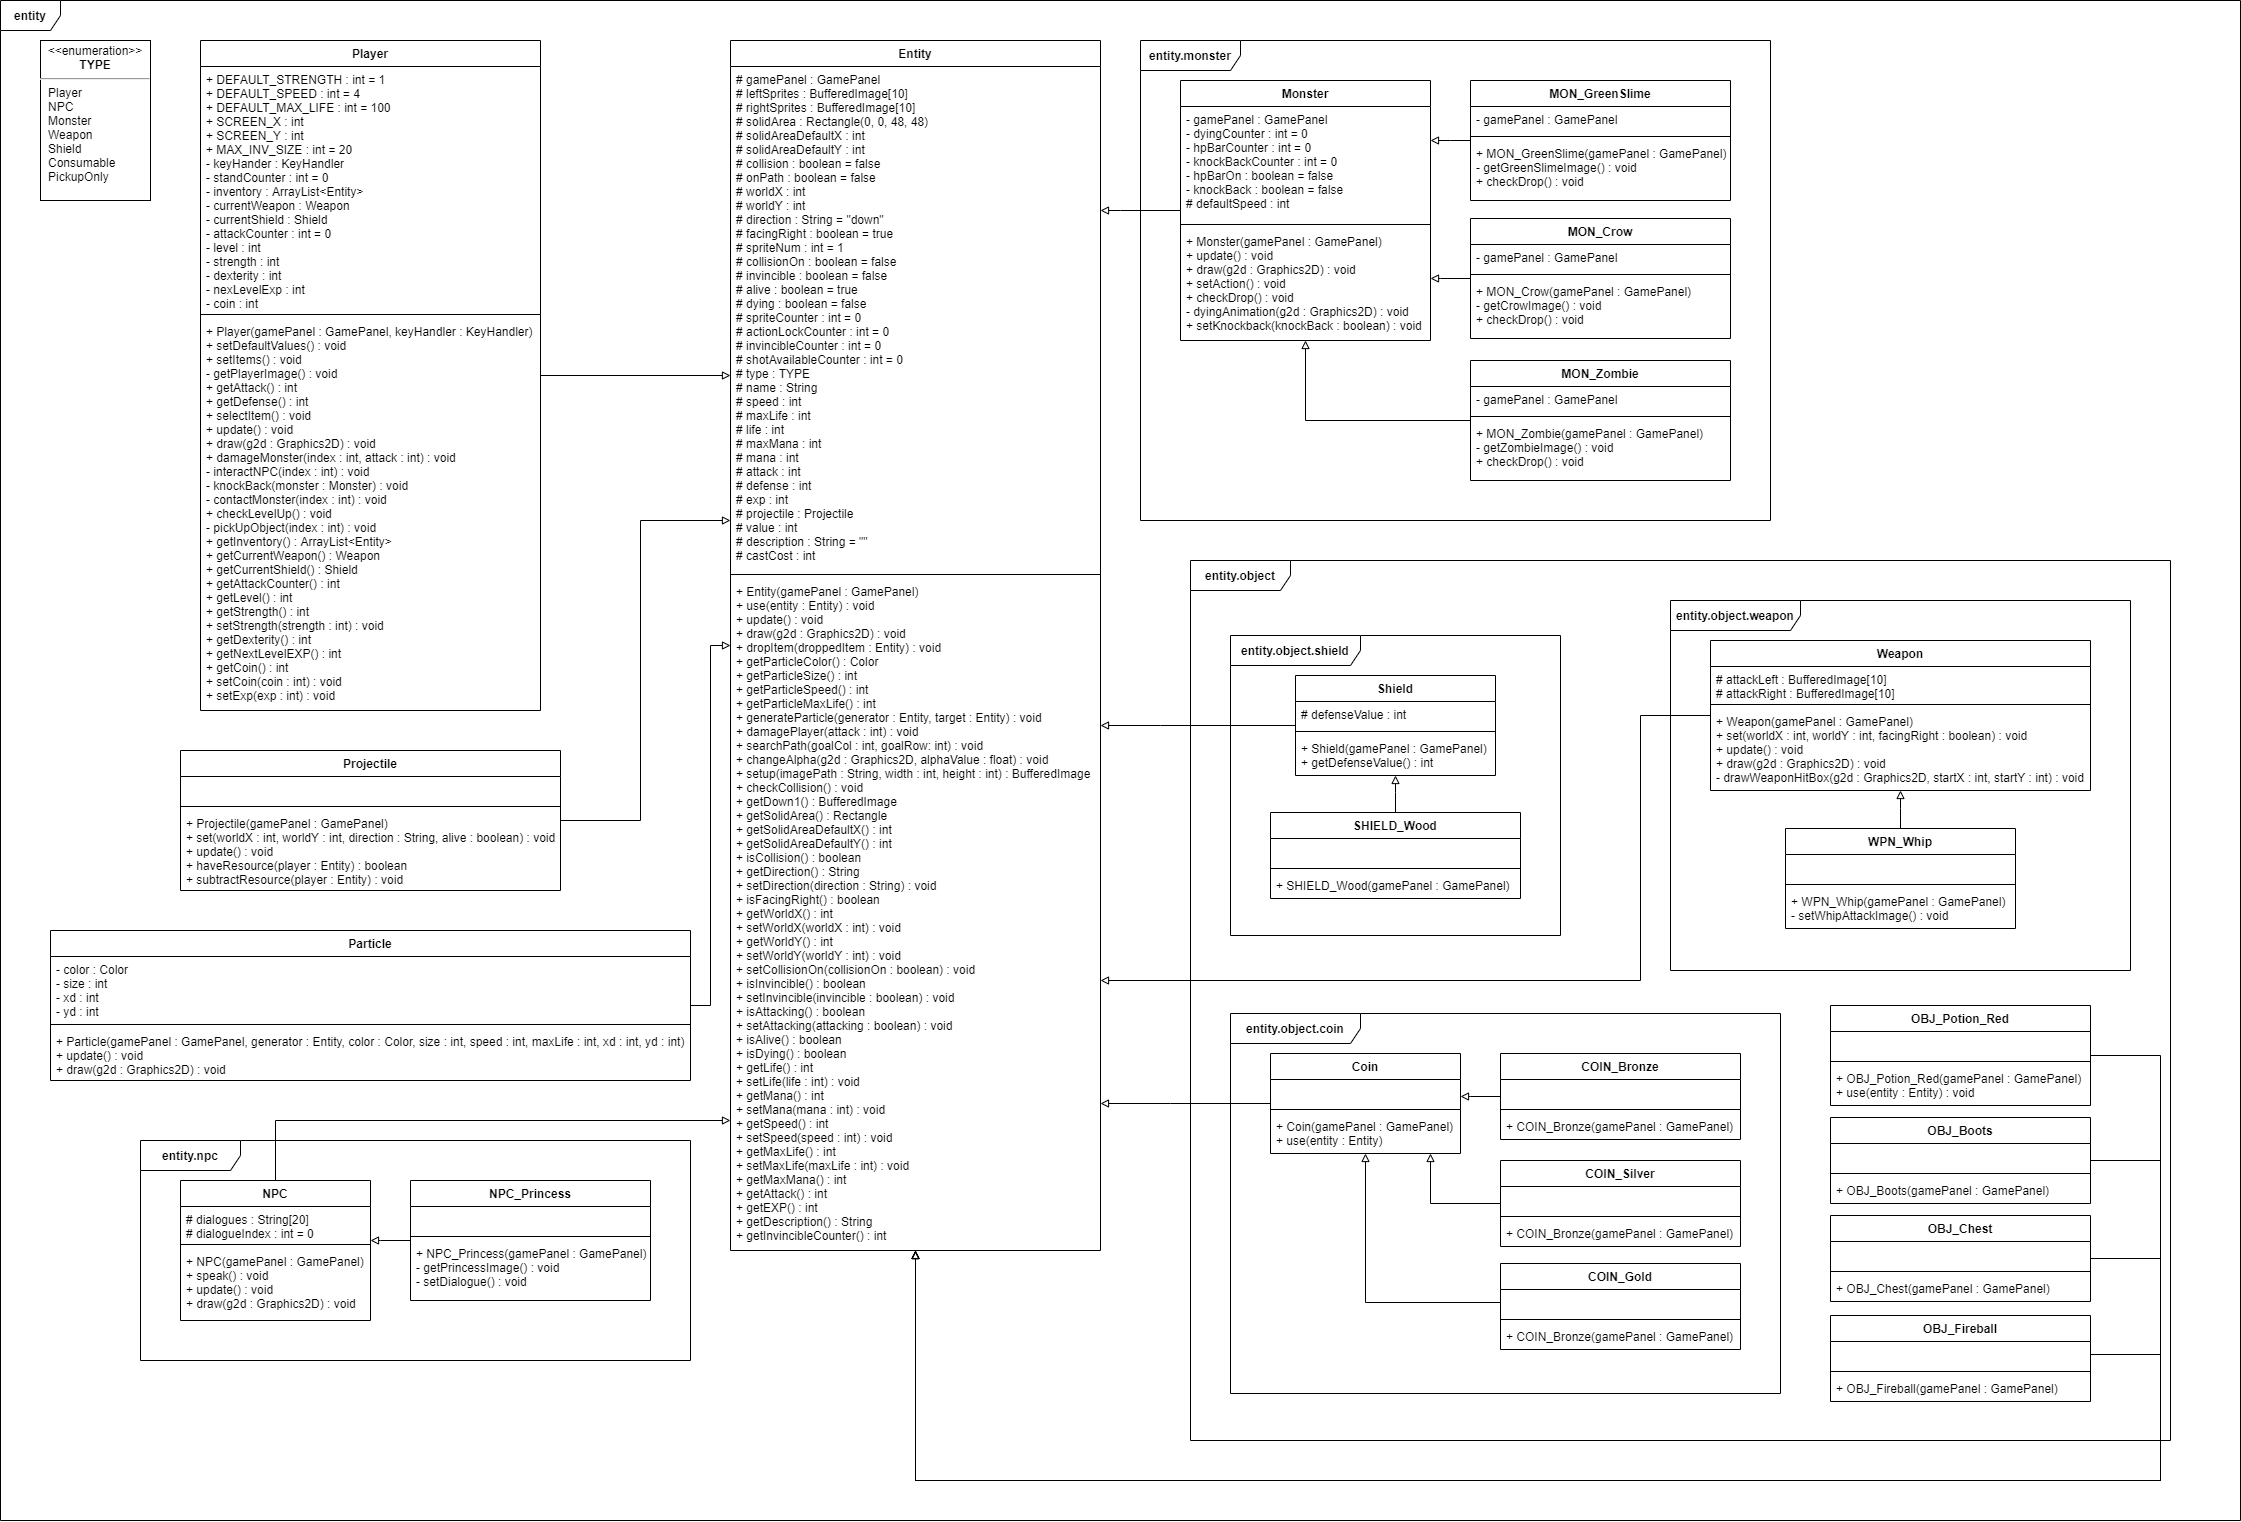 entity
<<enumeration>>
TYPE
Player
NPC
Monster
Weapon
Shield
Consumable
PickupOnly
Player
+ DEFAULT_STRENGTH : int = 1
+ DEFAULT_SPEED : int = 4
+ DEFAULT_MAX_LIFE : int = 100
+ SCREEN_X : int
+ SCREEN_Y : int
+ MAX_INV_SIZE : int = 20
- keyHander : KeyHandler
- standCounter : int = 0
- inventory : ArrayList<Entity>
- currentWeapon : Weapon
- currentShield : Shield
- attackCounter : int = 0
- level : int
- strength : int
- dexterity : int
- nexLevelExp : int
- coin : int
+ Player(gamePanel : GamePanel, keyHandler : KeyHandler)
+ setDefaultValues() : void
+ setItems() : void
- getPlayerImage() : void
+ getAttack() : int
+ getDefense() : int
+ selectItem() : void
+ update() : void
+ draw(g2d : Graphics2D) : void
+ damageMonster(index : int, attack : int) : void
- interactNPC(index : int) : void
- knockBack(monster : Monster) : void
- contactMonster(index : int) : void
+ checkLevelUp() : void
- pickUpObject(index : int) : void
+ getInventory() : ArrayList<Entity>
+ getCurrentWeapon() : Weapon
+ getCurrentShield() : Shield
+ getAttackCounter() : int
+ getLevel() : int
+ getStrength() : int
+ setStrength(strength : int) : void
+ getDexterity() : int
+ getNextLevelEXP() : int
+ getCoin() : int
+ setCoin(coin : int) : void
+ setExp(exp : int) : void
Projectile
+ Projectile(gamePanel : GamePanel)
+ set(worldX : int, worldY : int, direction : String, alive : boolean) : void
+ update() : void
+ haveResource(player : Entity) : boolean
+ subtractResource(player : Entity) : void
Particle
- color : Color
- size : int
- xd : int
- yd : int
+ Particle(gamePanel : GamePanel, generator : Entity, color : Color, size : int, speed : int, maxLife : int, xd : int, yd : int)
+ update() : void
+ draw(g2d : Graphics2D) : void
entity.npc
NPC
# dialogues : String[20]
# dialogueIndex : int = 0
+ NPC(gamePanel : GamePanel)
+ speak() : void
+ update() : void
+ draw(g2d : Graphics2D) : void
NPC_Princess
+ NPC_Princess(gamePanel : GamePanel)
- getPrincessImage() : void
- setDialogue() : void
Entity
# gamePanel : GamePanel
# leftSprites : BufferedImage[10]
# rightSprites : BufferedImage[10]
# solidArea : Rectangle(0, 0, 48, 48)
# solidAreaDefaultX : int
# solidAreaDefaultY : int
# collision : boolean = false
# onPath : boolean = false
# worldX : int
# worldY : int
# direction : String = "down"
# facingRight : boolean = true
# spriteNum : int = 1
# collisionOn : boolean = false
# invincible : boolean = false
# alive : boolean = true
# dying : boolean = false
# spriteCounter : int = 0
# actionLockCounter : int = 0
# invincibleCounter : int = 0
# shotAvailableCounter : int = 0
# type : TYPE
# name : String
# speed : int
# maxLife : int
# life : int
# maxMana : int
# mana : int
# attack : int
# defense : int
# exp : int
# projectile : Projectile
# value : int
# description : String = ""
# castCost : int
+ Entity(gamePanel : GamePanel)
+ use(entity : Entity) : void
+ update() : void
+ draw(g2d : Graphics2D) : void
+ dropItem(droppedItem : Entity) : void
+ getParticleColor() : Color
+ getParticleSize() : int
+ getParticleSpeed() : int
+ getParticleMaxLife() : int
+ generateParticle(generator : Entity, target : Entity) : void
+ damagePlayer(attack : int) : void
+ searchPath(goalCol : int, goalRow: int) : void
+ changeAlpha(g2d : Graphics2D, alphaValue : float) : void
+ setup(imagePath : String, width : int, height : int) : BufferedImage
+ checkCollision() : void
+ getDown1() : BufferedImage
+ getSolidArea() : Rectangle
+ getSolidAreaDefaultX() : int
+ getSolidAreaDefaultY() : int
+ isCollision() : boolean
+ getDirection() : String
+ setDirection(direction : String) : void
+ isFacingRight() : boolean
+ getWorldX() : int
+ setWorldX(worldX : int) : void
+ getWorldY() : int
+ setWorldY(worldY : int) : void
+ setCollisionOn(collisionOn : boolean) : void
+ isInvincible() : boolean
+ setInvincible(invincible : boolean) : void
+ isAttacking() : boolean
+ setAttacking(attacking : boolean) : void
+ isAlive() : boolean
+ isDying() : boolean
+ getLife() : int
+ setLife(life : int) : void
+ getMana() : int
+ setMana(mana : int) : void
+ getSpeed() : int
+ setSpeed(speed : int) : void
+ getMaxLife() : int
+ setMaxLife(maxLife : int) : void
+ getMaxMana() : int
+ getAttack() : int
+ getEXP() : int
+ getDescription() : String
+ getInvincibleCounter() : int
entity.monster
Monster
- gamePanel : GamePanel
- dyingCounter : int = 0
- hpBarCounter : int = 0
- knockBackCounter : int = 0
- hpBarOn : boolean = false
- knockBack : boolean = false
# defaultSpeed : int
+ Monster(gamePanel : GamePanel)
+ update() : void
+ draw(g2d : Graphics2D) : void
+ setAction() : void
+ checkDrop() : void
- dyingAnimation(g2d : Graphics2D) : void
+ setKnockback(knockBack : boolean) : void
MON_GreenSlime
- gamePanel : GamePanel
+ MON_GreenSlime(gamePanel : GamePanel)
- getGreenSlimeImage() : void
+ checkDrop() : void
MON_Crow
- gamePanel : GamePanel
+ MON_Crow(gamePanel : GamePanel)
- getCrowImage() : void
+ checkDrop() : void
MON_Zombie
- gamePanel : GamePanel
+ MON_Zombie(gamePanel : GamePanel)
- getZombieImage() : void
+ checkDrop() : void
entity.object
entity.object.shield
Shield
# defenseValue : int
+ Shield(gamePanel : GamePanel)
+ getDefenseValue() : int
SHIELD_Wood
+ SHIELD_Wood(gamePanel : GamePanel)
entity.object.weapon
Weapon
# attackLeft : BufferedImage[10]
# attackRight : BufferedImage[10]
+ Weapon(gamePanel : GamePanel)
+ set(worldX : int, worldY : int, facingRight : boolean) : void
+ update() : void
+ draw(g2d : Graphics2D) : void
- drawWeaponHitBox(g2d : Graphics2D, startX : int, startY : int) : void
WPN_Whip
+ WPN_Whip(gamePanel : GamePanel)
- setWhipAttackImage() : void
entity.object.coin
Coin
+ Coin(gamePanel : GamePanel)
+ use(entity : Entity)
COIN_Bronze
+ COIN_Bronze(gamePanel : GamePanel)
COIN_Silver
+ COIN_Bronze(gamePanel : GamePanel)
COIN_Gold
+ COIN_Bronze(gamePanel : GamePanel)
OBJ_Potion_Red
+ OBJ_Potion_Red(gamePanel : GamePanel)
+ use(entity : Entity) : void
OBJ_Boots
+ OBJ_Boots(gamePanel : GamePanel)
OBJ_Chest
+ OBJ_Chest(gamePanel : GamePanel)
OBJ_Fireball
+ OBJ_Fireball(gamePanel : GamePanel)